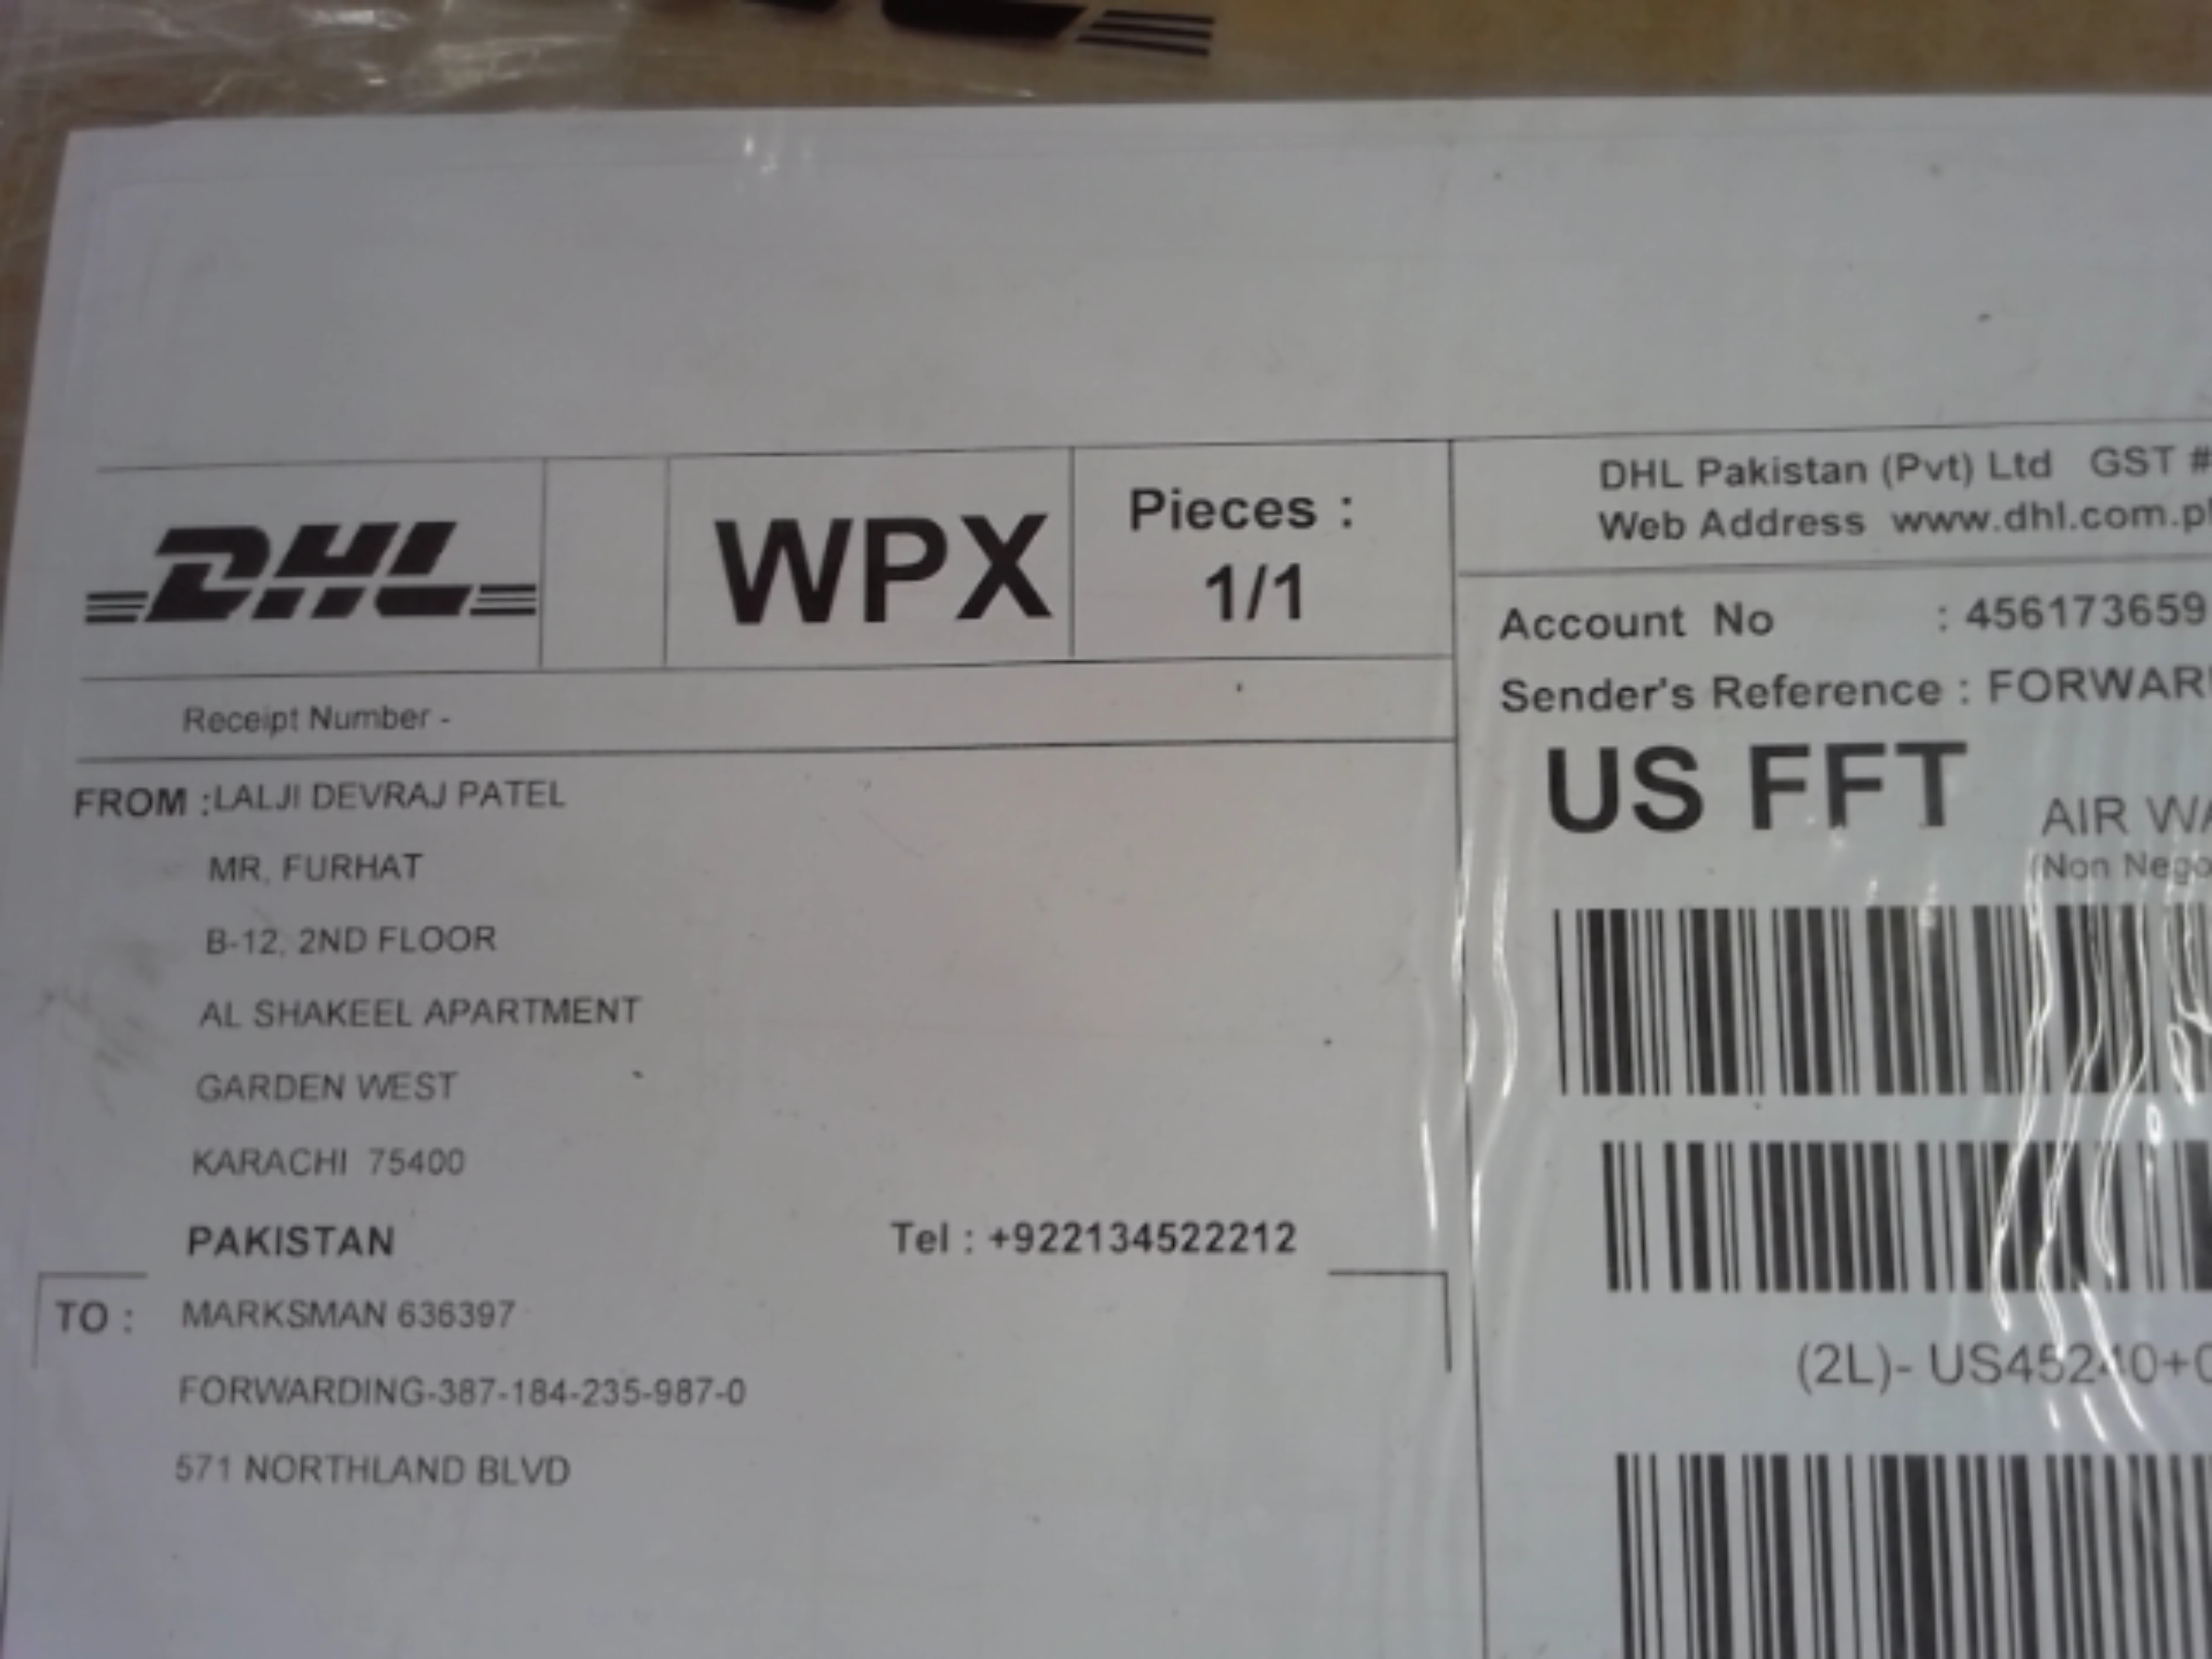 DHL
WPX
Pieces :
1/1
DHL Pakistan (Pvt) Ltd GST #
Web Address www.dhl.com.p
Account No : 456173659
Sender's Reference : FORWAR
US FFT
AIR WA
(Non Nego
Receipt Number -
FROM :LALJI DEVRAJ PATEL
MR, FURHAT
B-12, 2ND FLOOR
AL SHAKEEL APARTMENT
GARDEN WEST
KARACHI 75400
PAKISTAN
Tel : +922134522212
TO : MARKSMAN 636397
FORWARDING-387-184-235-987-0
571 NORTHLAND BLVD
(2L)- US45240+